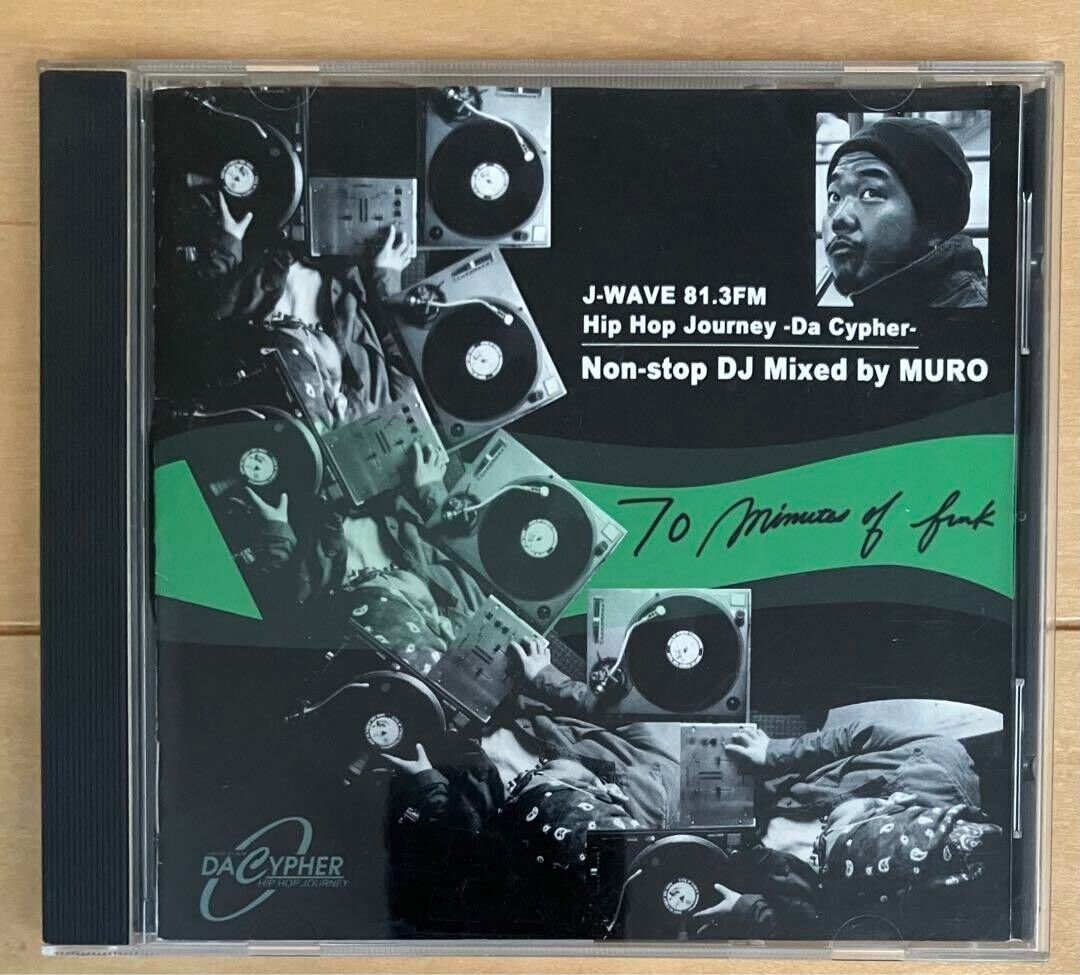 J-WAVE 81.3FM
Hip Hop Journey -Da Cypher-
Non-stop DJ Mixed by MURO
70 Minutes of funk
DA CYPHER
HIP HOP JOURNEY